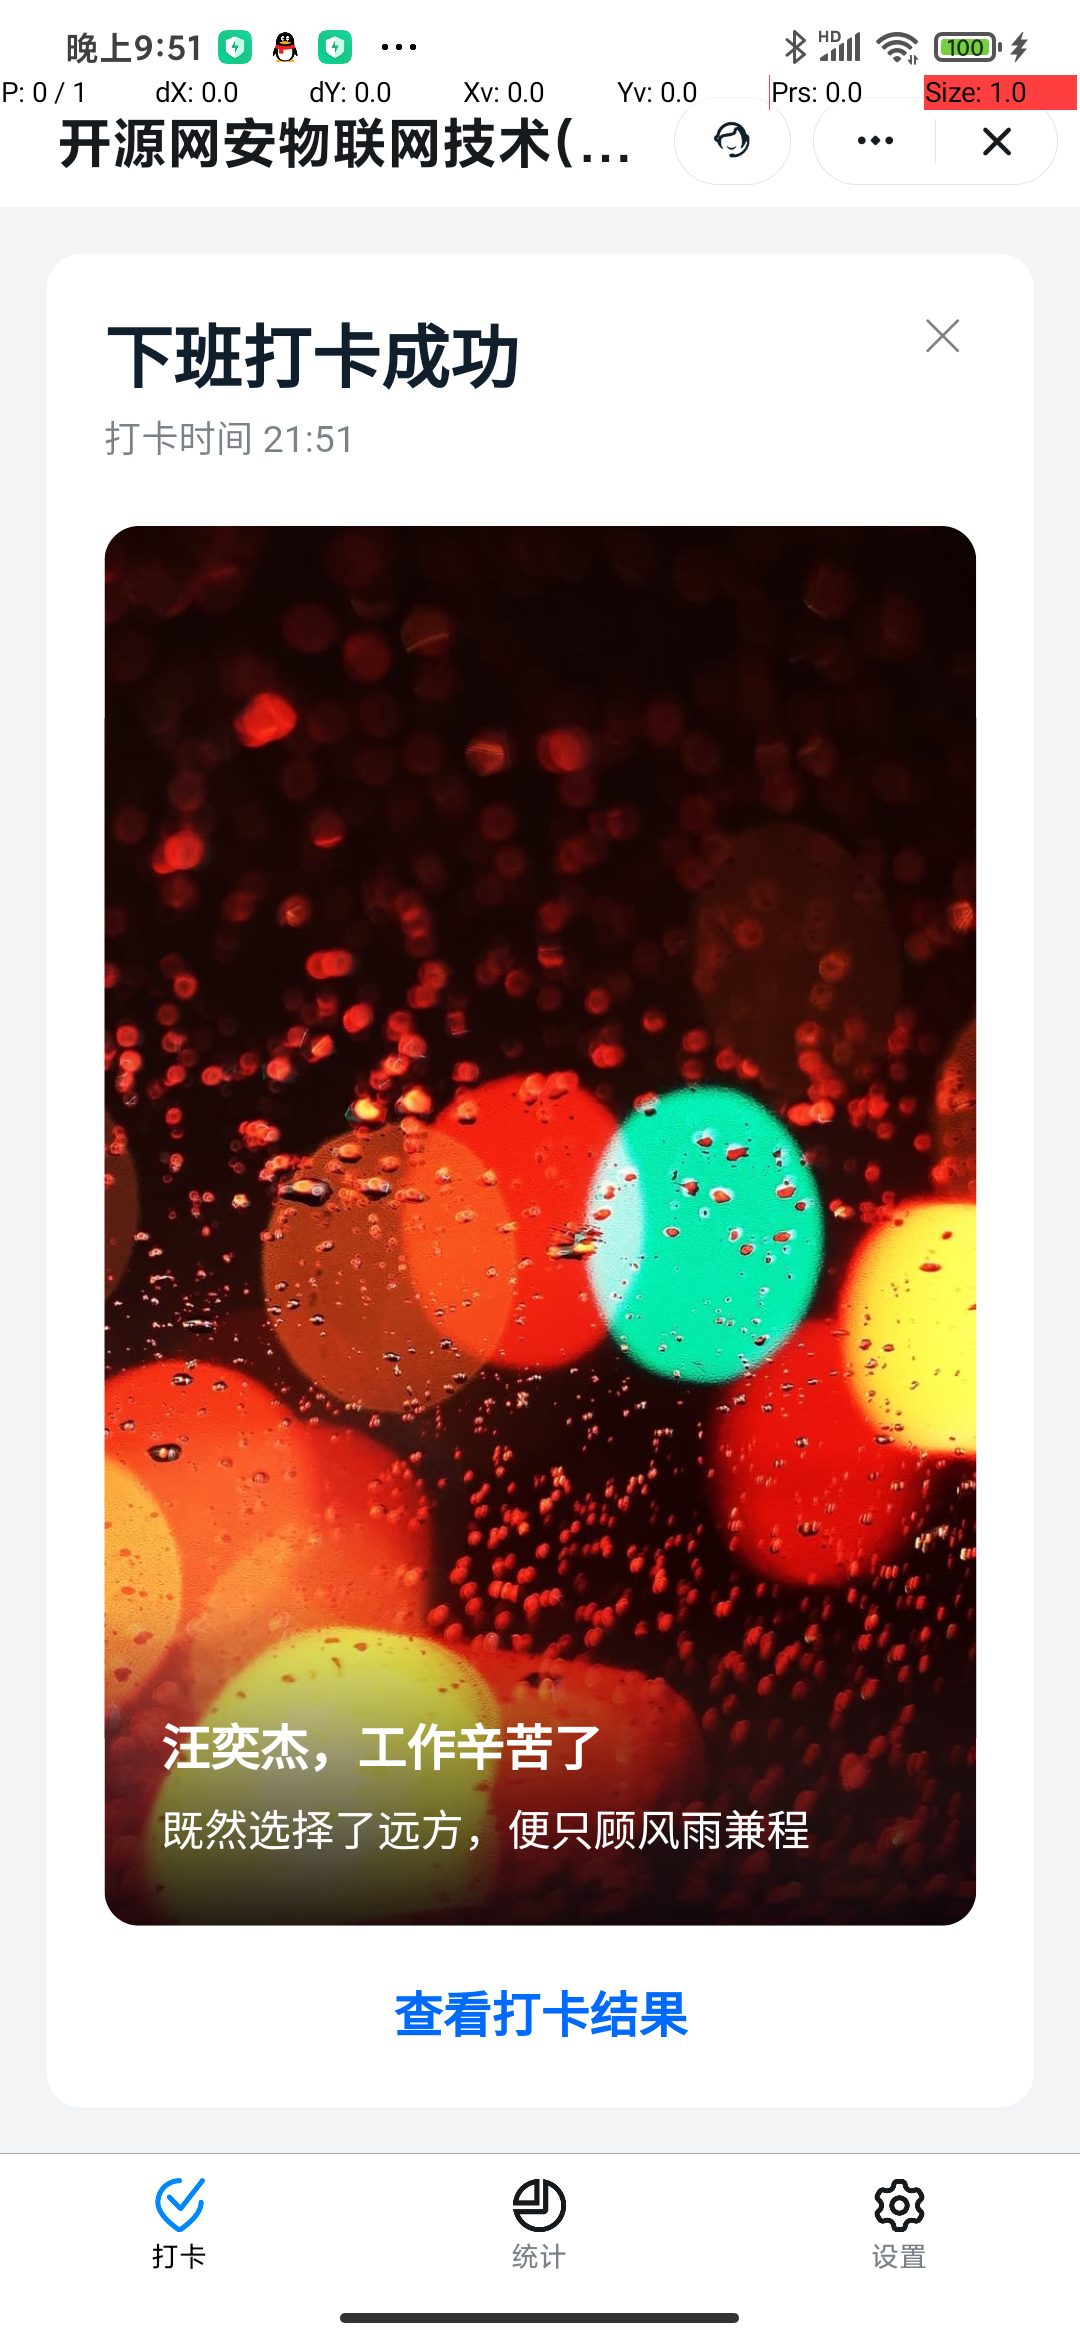 晚上9:51
HD
100
P: 0 / 1 dX: 0.0 dY: 0.0 Xv: 0.0 Yv: 0.0 Prs: 0.0 Size: 1.0
开源网安物联网技术(...
下班打卡成功
打卡时间 21:51
汪奕杰，工作辛苦了
既然选择了远方，便只顾风雨兼程
查看打卡结果
打卡 统计 设置